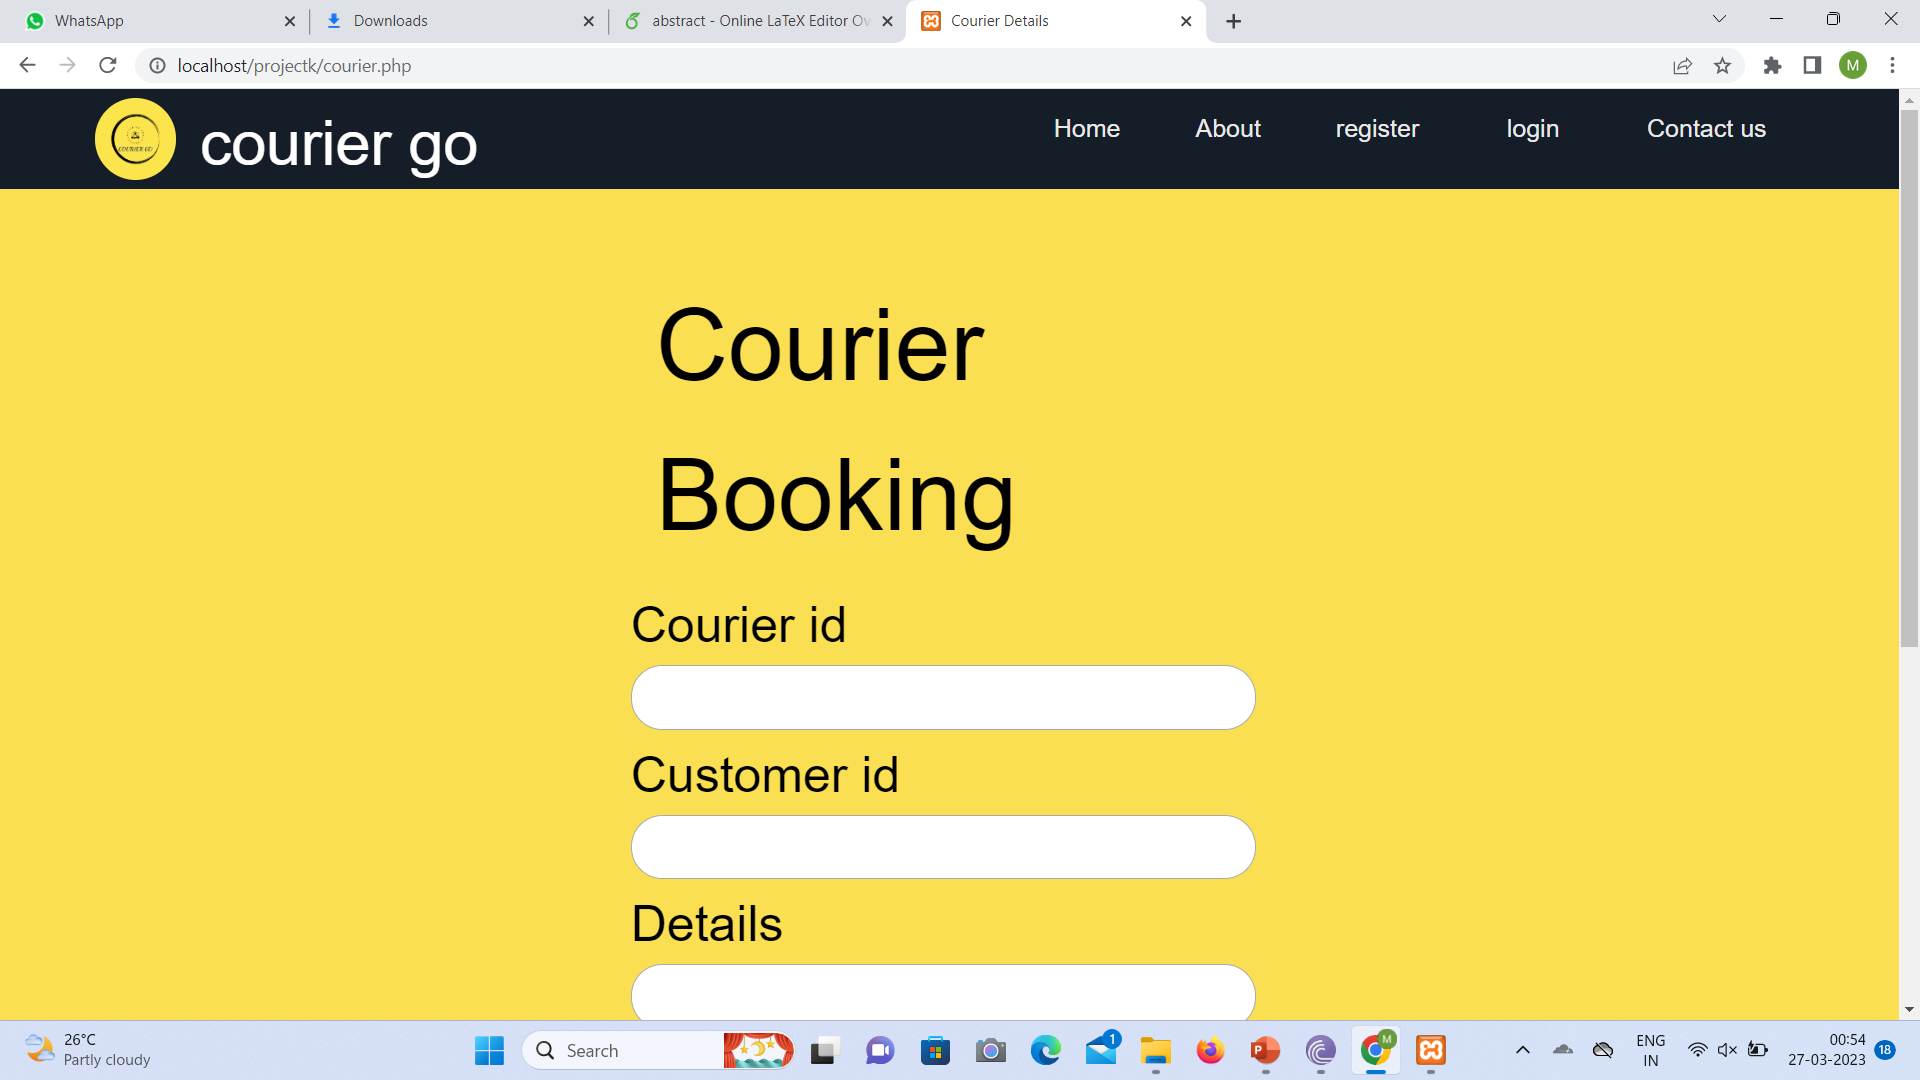 WhatsApp
Downloads
abstract - Online LaTeX Editor Ov
Courier Details
localhost/projectk/courier.php
M
COURIER GO
courier go
Home
About
register
login
Contact us
Courier
Booking
Courier id
Customer id
Details
26°C
Partly cloudy
Search
1
M
ENG
IN
00:54
27-03-2023
18